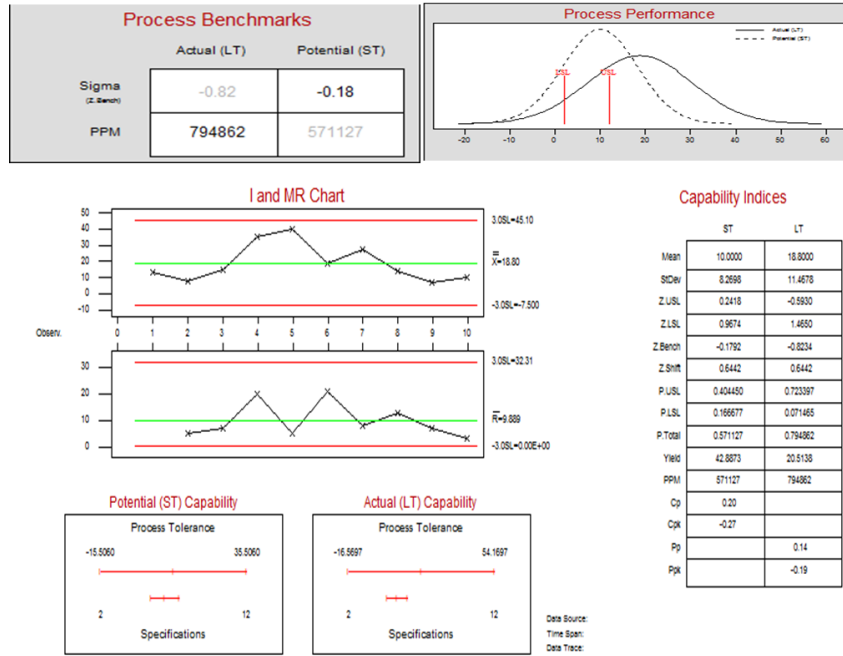 Process Benchmarks
Actual (LT) Potential (ST)
Sigma
(Z.Bench)
-0.82 -0.18
PPM 794862 571127
Process Performance
Actual (LT)
Potential (ST)
LSL USL
-20 -10 0 10 20 30 40 50 60
I and MR Chart
50
40
30
20
10
0
-10
3.0SL=45.10
X=18.80
-3.0SL=-7.500
Observ. 0 1 2 3 4 5 6 7 8 9 10
30
20
10
0
3.0SL=32.31
R=9.889
-3.0SL=0.00E+00
Capability Indices
ST LT
Mean 10.0000 18.8000
StDev 8.2698 11.4678
Z.USL 0.2418 -0.5930
Z.LSL 0.9674 1.4650
Z.Bench -0.1792 -0.8234
Z.Shift 0.6442 0.6442
P.USL 0.404450 0.723397
P.LSL 0.166677 0.071465
P.Total 0.571127 0.794862
Yield 42.8873 20.5138
PPM 571127 794862
Cp 0.20
Cpk -0.27
Pp 0.14
Ppk -0.19
Potential (ST) Capability
Process Tolerance
-15.5060 35.5060
2 12
Specifications
Actual (LT) Capability
Process Tolerance
-16.5697 54.1697
2 12
Specifications
Data Source:
Time Span:
Data Trace: